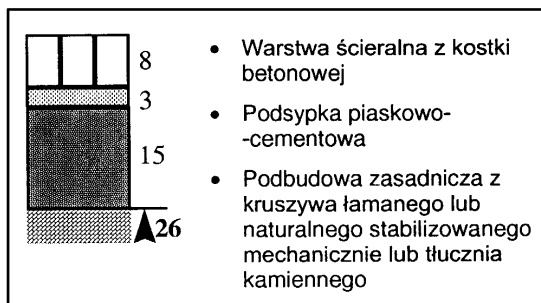 8
3
15
26
• Warstwa ścieralna z kostki
betonowej
• Podsypka piaskowo-
-cementowa
• Podbudowa zasadnicza z
kruszywa łamanego lub
naturalnego stabilizowanego
mechanicznie lub tłucznia
kamiennego